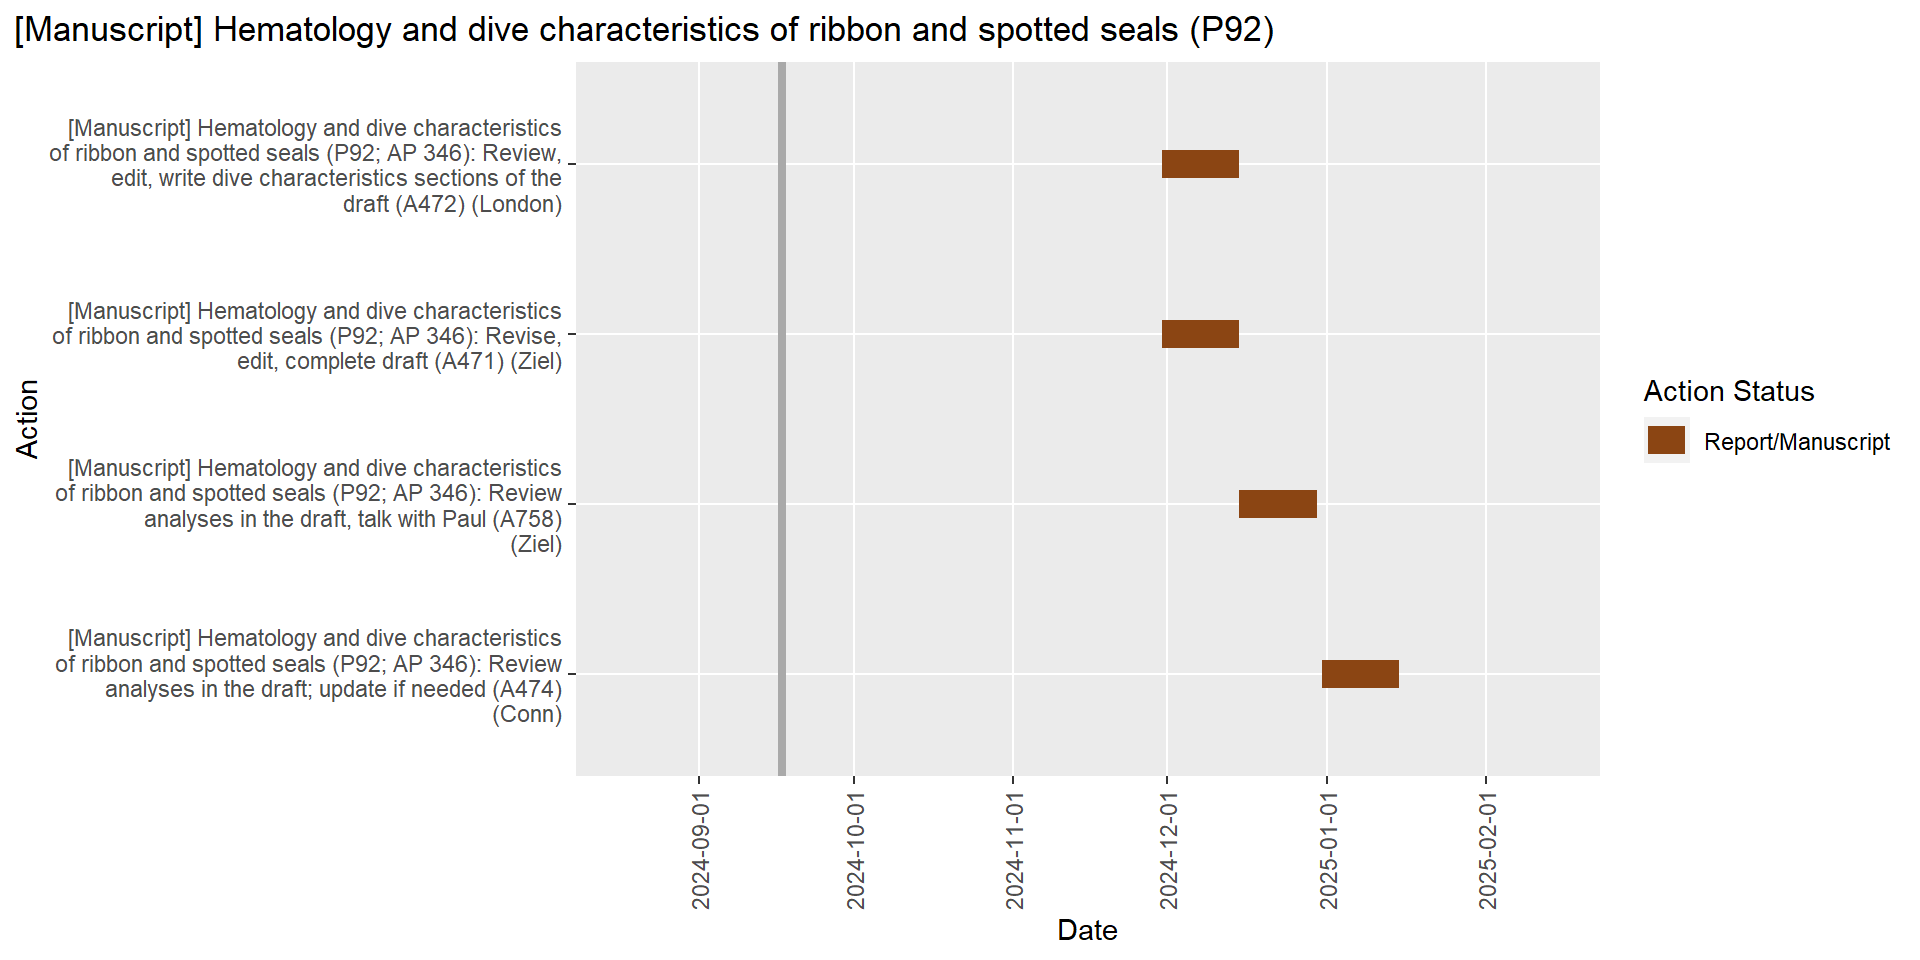 [Manuscript] Hematology and dive characteristics of ribbon and spotted seals (P92)
[Manuscript] Hematology and dive characteristics
of ribbon and spotted seals (P92; AP 346): Review,
edit, write dive characteristics sections of the
draft (A472) (London)
[Manuscript] Hematology and dive characteristics
of ribbon and spotted seals (P92; AP 346): Revise,
edit, complete draft (A471) (Ziel)
[Manuscript] Hematology and dive characteristics
of ribbon and spotted seals (P92; AP 346): Review
analyses in the draft, talk with Paul (A758)
(Ziel)
[Manuscript] Hematology and dive characteristics
of ribbon and spotted seals (P92; AP 346): Review
analyses in the draft; update if needed (A474)
(Conn)
Action
2024-09-01
2024-10-01
2024-11-01
2024-12-01
2025-01-01
2025-02-01
Date
Action Status
Report/Manuscript